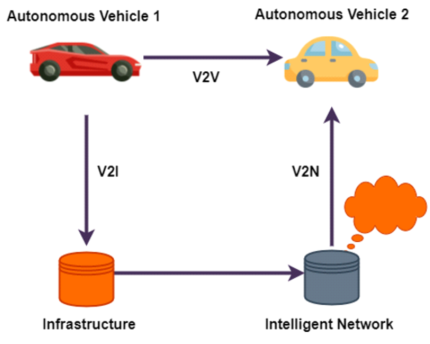 Autonomous Vehicle 1
Autonomous Vehicle 2
V2V
V2I
V2N
Infrastructure
Intelligent Network